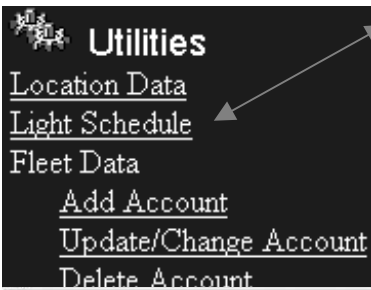 Utilities
Location Data
Light Schedule
Fleet Data
Add Account
Update/Change Account
Delete Account